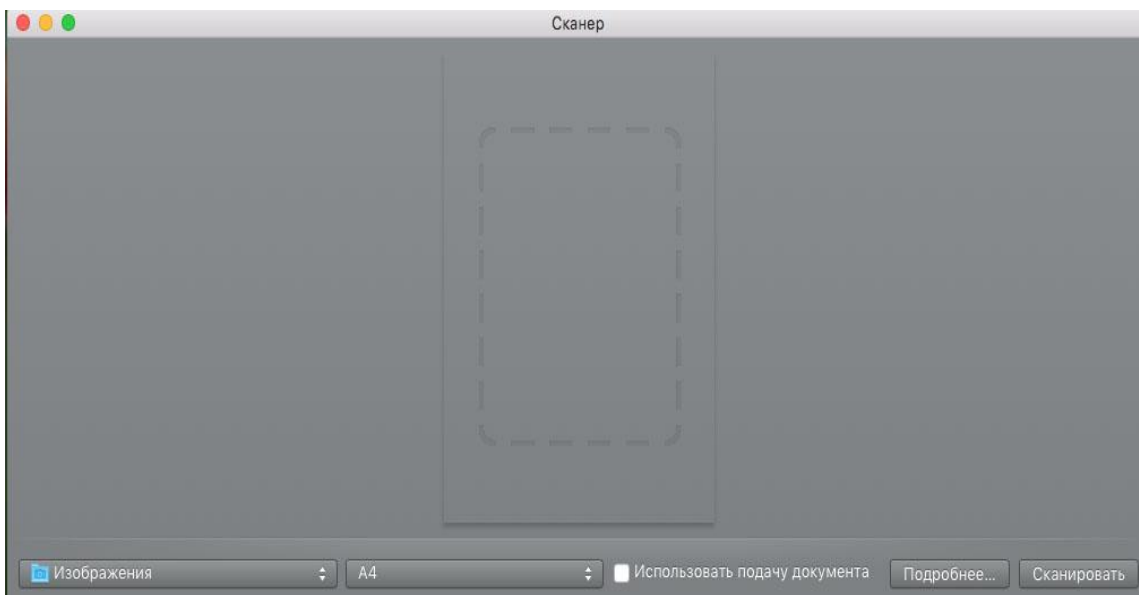 Сканер
Изображения A4 Использовать подачу документа Подробнее... Сканировать